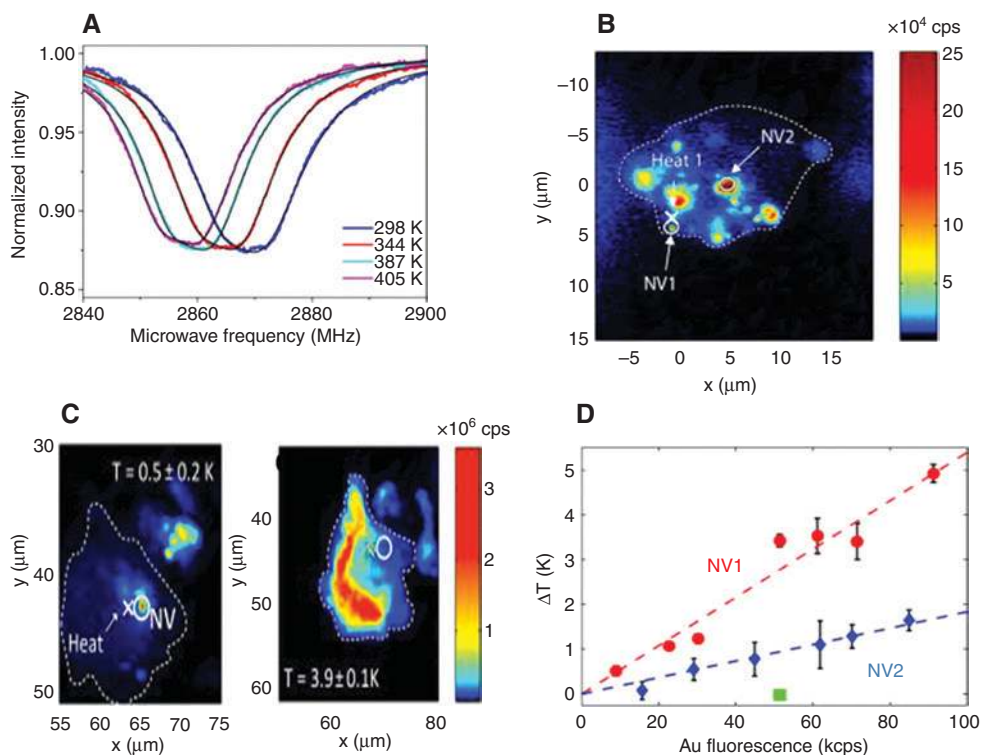 A
1.00
0.95
0.90
0.85
Normalized intensity
298 K
344 K
387 K
405 K
2840 2860 2880 2900
Microwave frequency (MHz)
B
×10⁴ cps
–10
–5
0
5
10
15
y (μm)
Heat 1
NV2
NV1
–5 0 5 10 15
x (μm)
25
20
15
10
5
C
30
40
50
y (μm)
T = 0.5 ± 0.2 K
NV
Heat
55 60 65 70 75
x (μm)
40
50
60
y (μm)
×10⁶ cps
T = 3.9 ± 0.1 K
60 80
x (μm)
3
2
1
D
5
4
3
2
1
0
ΔT (K)
NV1
NV2
0 20 40 60 80 100
Au fluorescence (kcps)